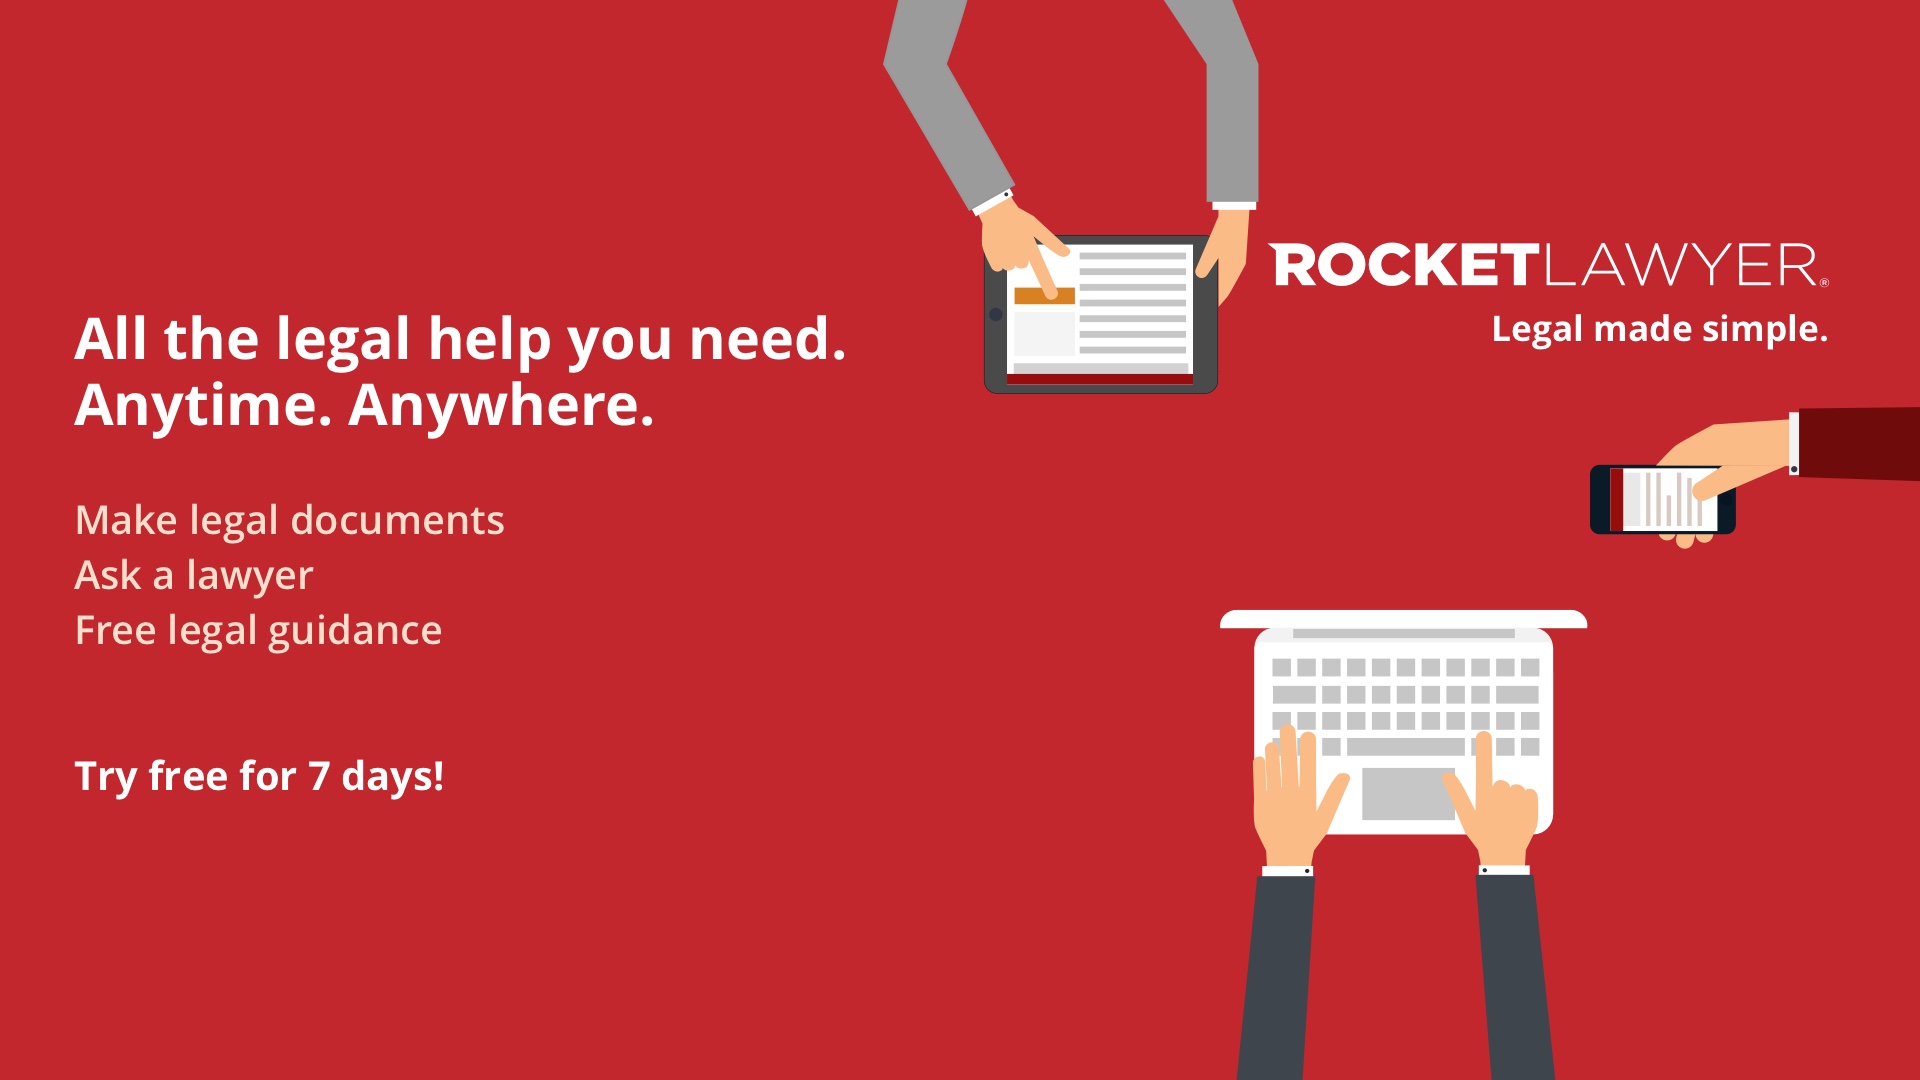 All the legal help you need.
Anytime. Anywhere.
Make legal documents
Ask a lawyer
Free legal guidance
Try free for 7 days!
ROCKETLAWYER®
Legal made simple.